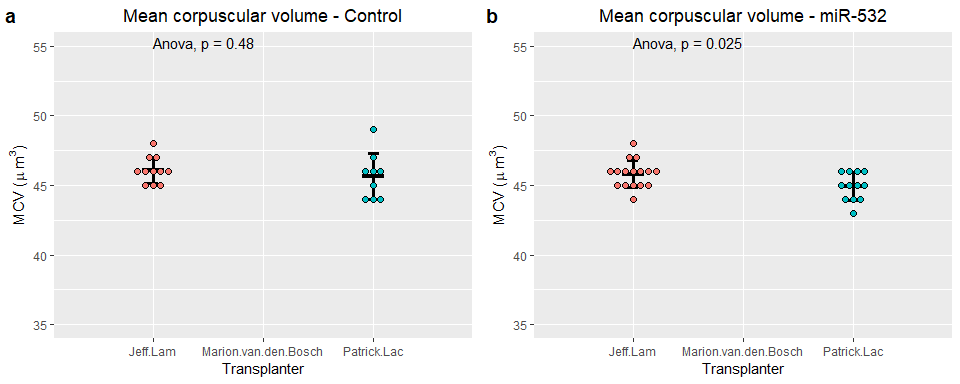 a
Mean corpuscular volume - Control
Anova, p = 0.48
55
50
45
40
35
MCV (μm³)
Jeff.Lam
Marion.van.den.Bosch
Patrick.Lac
Transplanter
b
Mean corpuscular volume - miR-532
Anova, p = 0.025
55
50
45
40
35
MCV (μm³)
Jeff.Lam
Marion.van.den.Bosch
Patrick.Lac
Transplanter